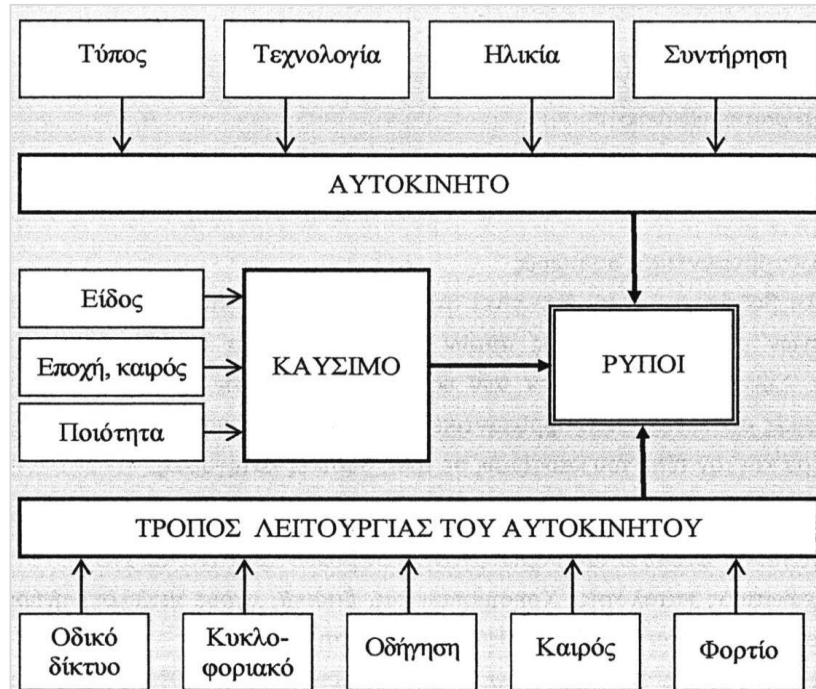 Τύπος
Τεχνολογία
Ηλικία
Συντήρηση
ΑΥΤΟΚΙΝΗΤΟ
Είδος
Εποχή, καιρός
Ποιότητα
ΚΑΥΣΙΜΟ
ΡΥΠΟΙ
ΤΡΟΠΟΣ ΛΕΙΤΟΥΡΓΙΑΣ ΤΟΥ ΑΥΤΟΚΙΝΗΤΟΥ
Οδικό
δίκτυο
Κυκλο-
φοριακό
Οδήγηση
Καιρός
Φορτίο